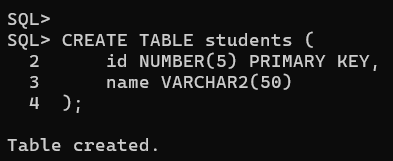 SQL>
SQL> CREATE TABLE students (
  2      id NUMBER(5) PRIMARY KEY,
  3      name VARCHAR2(50)
  4  );
Table created.